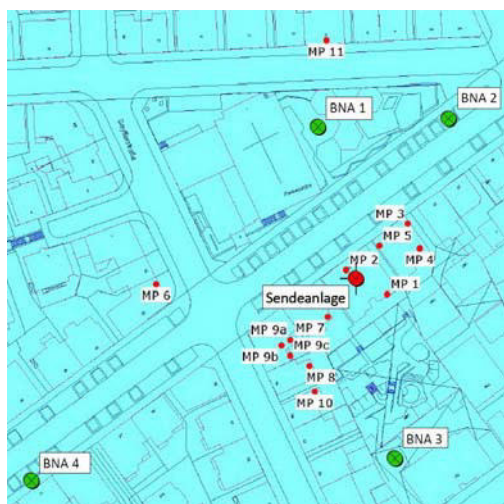 MP 11
BNA 1
BNA 2
MP 3
MP 5
MP 4
MP 2
MP 6
Sendeanlage
MP 1
MP 9a
MP 7
MP 9c
MP 9b
MP 8
MP 10
BNA 3
BNA 4